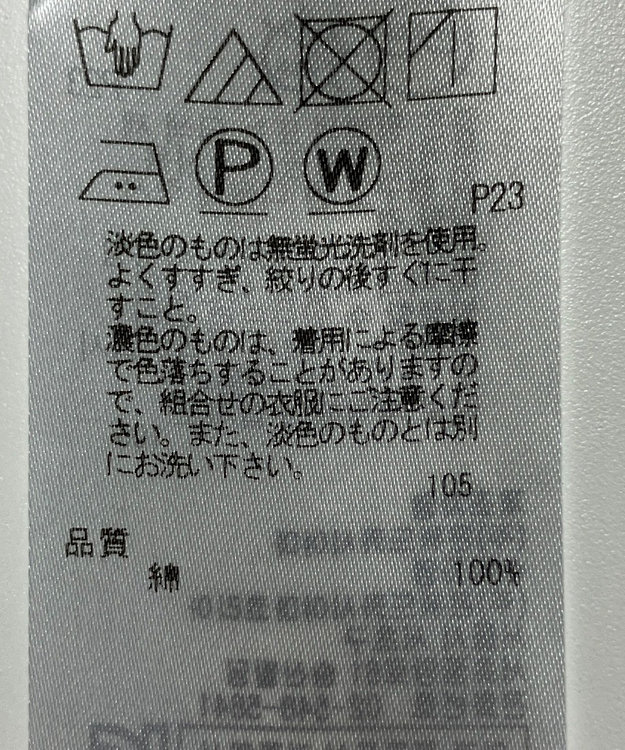 P W
P23
淡色のものは無蛍光洗剤を使用。
よくすすぎ、絞りの後すぐに干
すこと。
濃色のものは、着用による摩擦
で色落ちすることがありますの
で、組合せの衣服にご注意くだ
さい。また、淡色のものとは別
にお洗い下さい。
105
品質
綿 100%